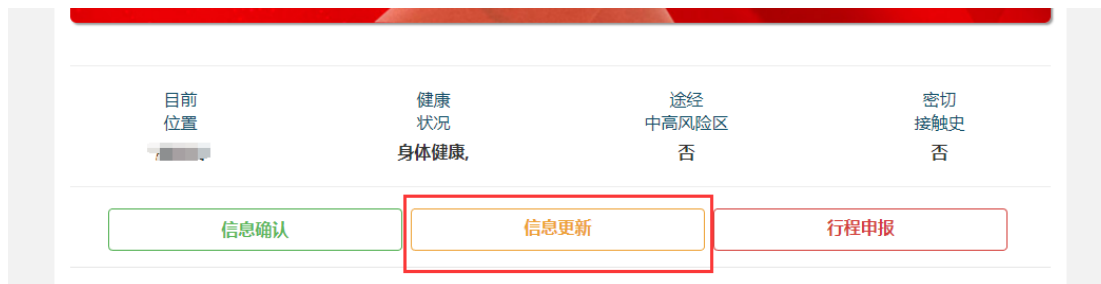 目前
位置
健康
状况
身体健康,
途经
中高风险区
否
密切
接触史
否
信息确认
信息更新
行程申报